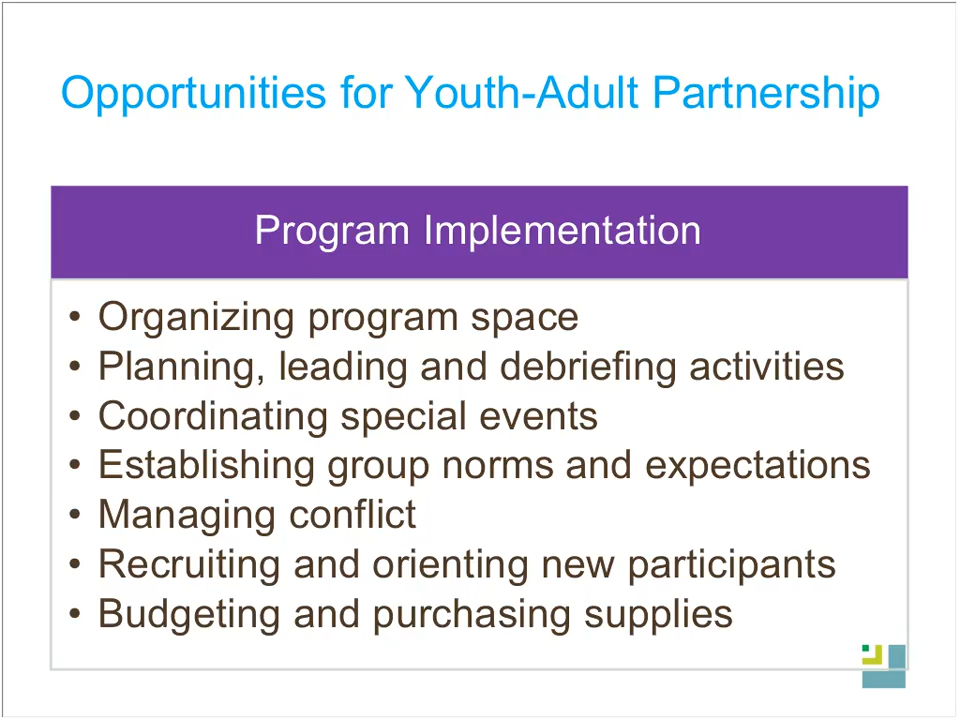 Opportunities for Youth-Adult Partnership
Program Implementation
• Organizing program space
• Planning, leading and debriefing activities
• Coordinating special events
• Establishing group norms and expectations
• Managing conflict
• Recruiting and orienting new participants
• Budgeting and purchasing supplies